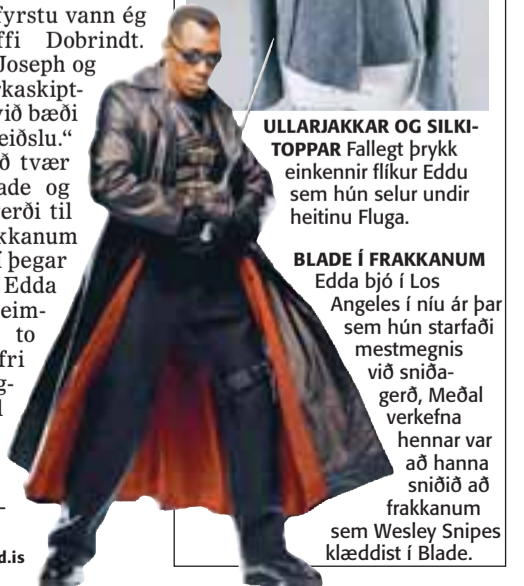 fyrstu vann ég
ffi Dobrindt.
Joseph og
rkaskipt-
við bæði
eiðslu.“
ð tvær
ade og
erði til
kkanum
í þegar
Edda
eim-
to
fri
g-
l
-
d.is
ULLARJAKKAR OG SILKI-
TOPPAR Fallegt þrykk
einkennir flíkur Eddu
sem hún selur undir
heitinu Fluga.
BLADE Í FRAKKANUM
Edda bjó í Los
Angeles í níu ár þar
sem hún starfaði
mestmegnis
við sniða-
gerð, Meðal
verkefna
hennar var
að hanna
sniðið að
frakkanum
sem Wesley Snipes
klæddist í Blade.